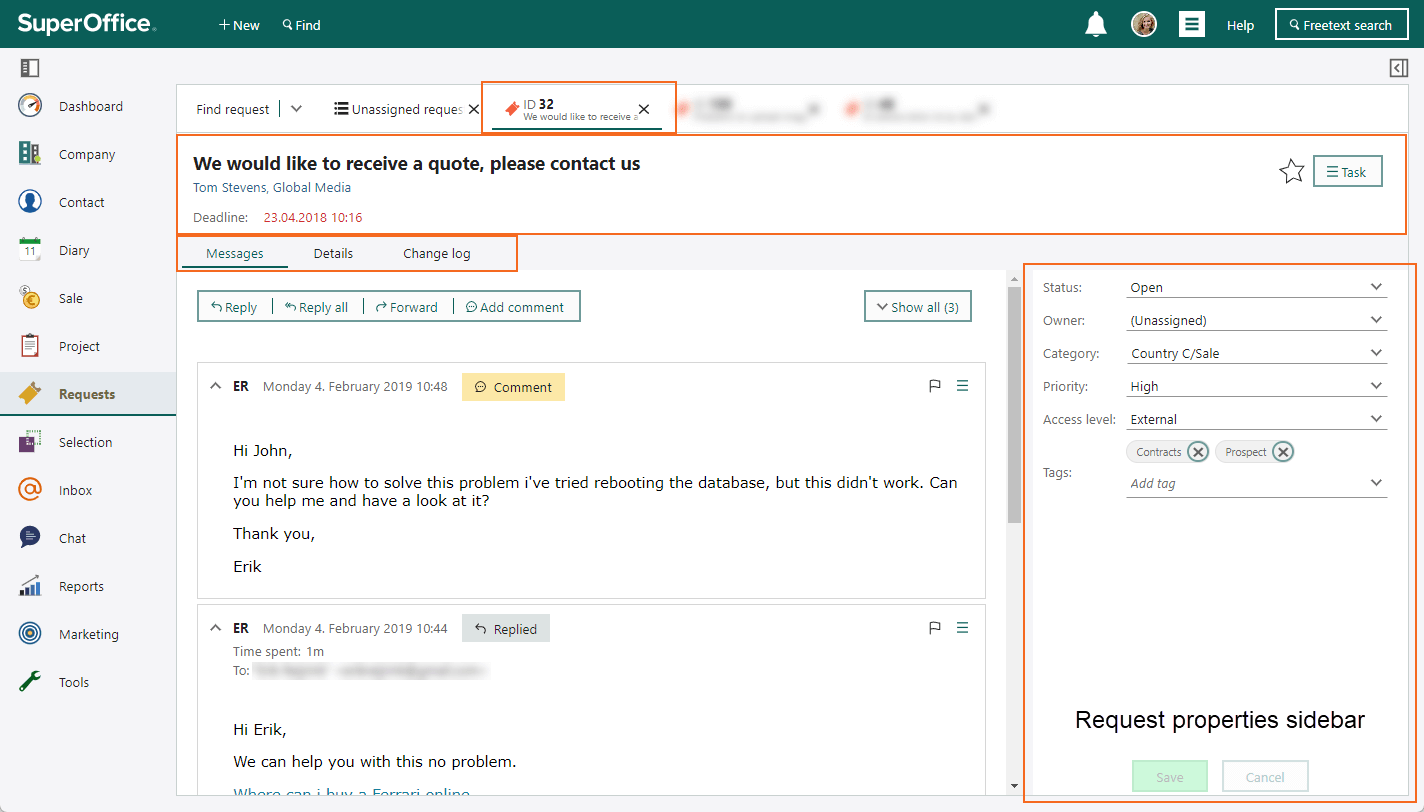 SuperOffice.
+ New
Find
Help
Freetext search
Dashboard
Company
Contact
11
Diary
Sale
Project
Requests
Selection
Inbox
Chat
Reports
Marketing
Tools
Find request
Unassigned reques
ID 32
We would like to receive a
We would like to receive a quote, please contact us
Tom Stevens, Global Media
Deadline: 23.04.2018 10:16
Task
Messages
Details
Change log
Reply
Reply all
Forward
Add comment
Show all (3)
ER Monday 4. February 2019 10:48 Comment
Hi John,
I'm not sure how to solve this problem i've tried rebooting the database, but this didn't work. Can
you help me and have a look at it?
Thank you,
Erik
ER Monday 4. February 2019 10:44 Replied
Time spent: 1m
To:
Hi Erik,
We can help you with this no problem.
Where can i buy a Ferrari online
Status: Open
Owner: (Unassigned)
Category: Country C/Sale
Priority: High
Access level: External
Contracts
Prospect
Tags:
Add tag
Request properties sidebar
Save
Cancel